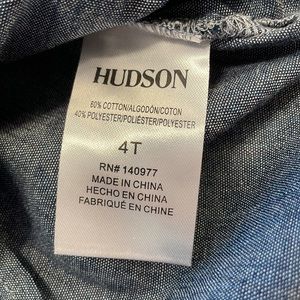 HUDSON
60% COTTON/ALGODÓN/COTON
40% POLYESTER/POLIÉSTER/POLYESTER
4T
RN# 140977
MADE IN CHINA
HECHO EN CHINA
FABRIQUÉ EN CHINE